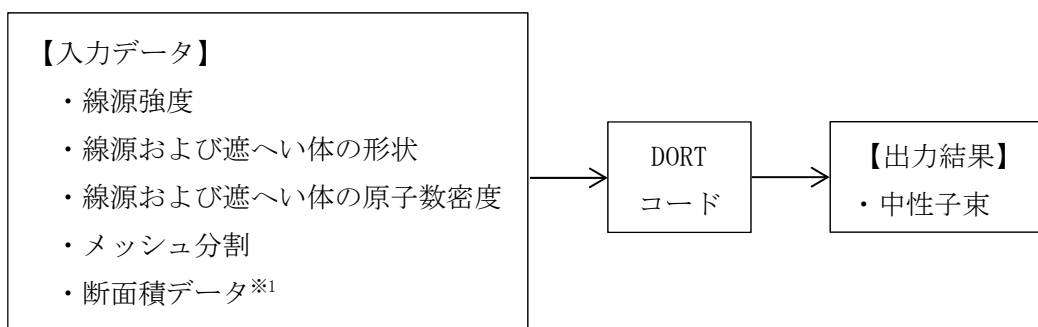 【入力データ】
・線源強度
・線源および遮へい体の形状
・線源および遮へい体の原子数密度
・メッシュ分割
・断面積データ※1
DORT
コード
【出力結果】
・中性子束